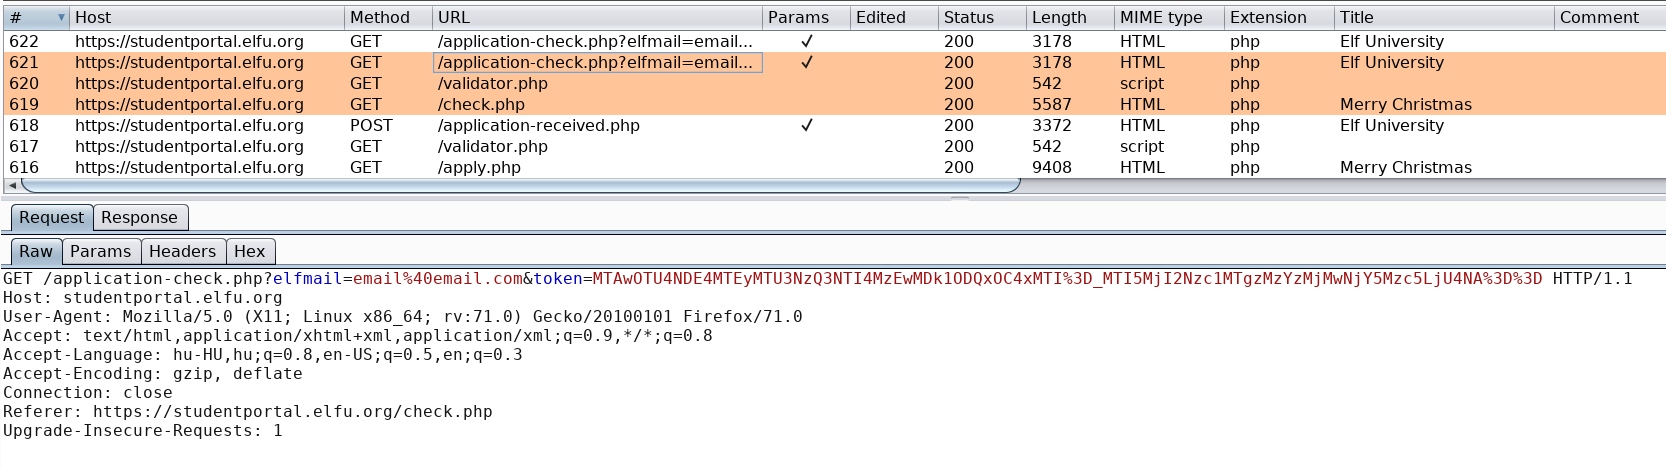 # Host Method URL Params Edited Status Length MIME type Extension Title Comment
622 https://studentportal.elfu.org GET /application-check.php?elfmail=email... ✓ 200 3178 HTML php Elf University
621 https://studentportal.elfu.org GET /application-check.php?elfmail=email... ✓ 200 3178 HTML php Elf University
620 https://studentportal.elfu.org GET /validator.php 200 542 script php
619 https://studentportal.elfu.org GET /check.php 200 5587 HTML php Merry Christmas
618 https://studentportal.elfu.org POST /application-received.php ✓ 200 3372 HTML php Elf University
617 https://studentportal.elfu.org GET /validator.php 200 542 script php
616 https://studentportal.elfu.org GET /apply.php 200 9408 HTML php Merry Christmas
Request Response
Raw Params Headers Hex
GET /application-check.php?elfmail=email%40email.com&token=MTAwOTU4NDE4MTEyMTU3NzQ3NTI4MzEwMDk1ODQxOC4xMTI%3D_MTI5MjI2Nzc1MTgzMzYzMjMwNjY5Mzc5LjU4NA%3D%3D HTTP/1.1
Host: studentportal.elfu.org
User-Agent: Mozilla/5.0 (X11; Linux x86_64; rv:71.0) Gecko/20100101 Firefox/71.0
Accept: text/html,application/xhtml+xml,application/xml;q=0.9,*/*;q=0.8
Accept-Language: hu-HU,hu;q=0.8,en-US;q=0.5,en;q=0.3
Accept-Encoding: gzip, deflate
Connection: close
Referer: https://studentportal.elfu.org/check.php
Upgrade-Insecure-Requests: 1